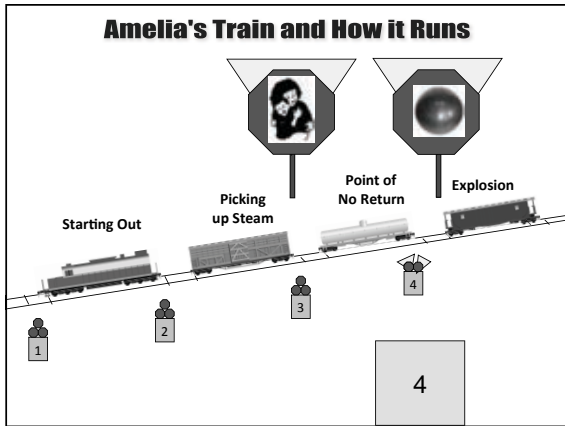 Amelia's Train and How it Runs
Starting Out
Picking
up Steam
Point of
No Return
Explosion
1
2
3
4
4